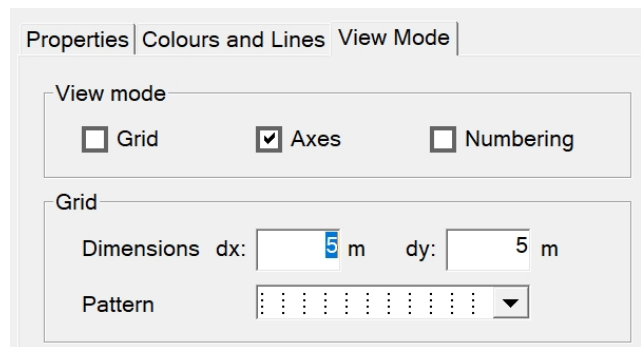 Properties Colours and Lines View Mode
View mode
Grid Axes Numbering
Grid
Dimensions dx: 5 m dy: 5 m
Pattern